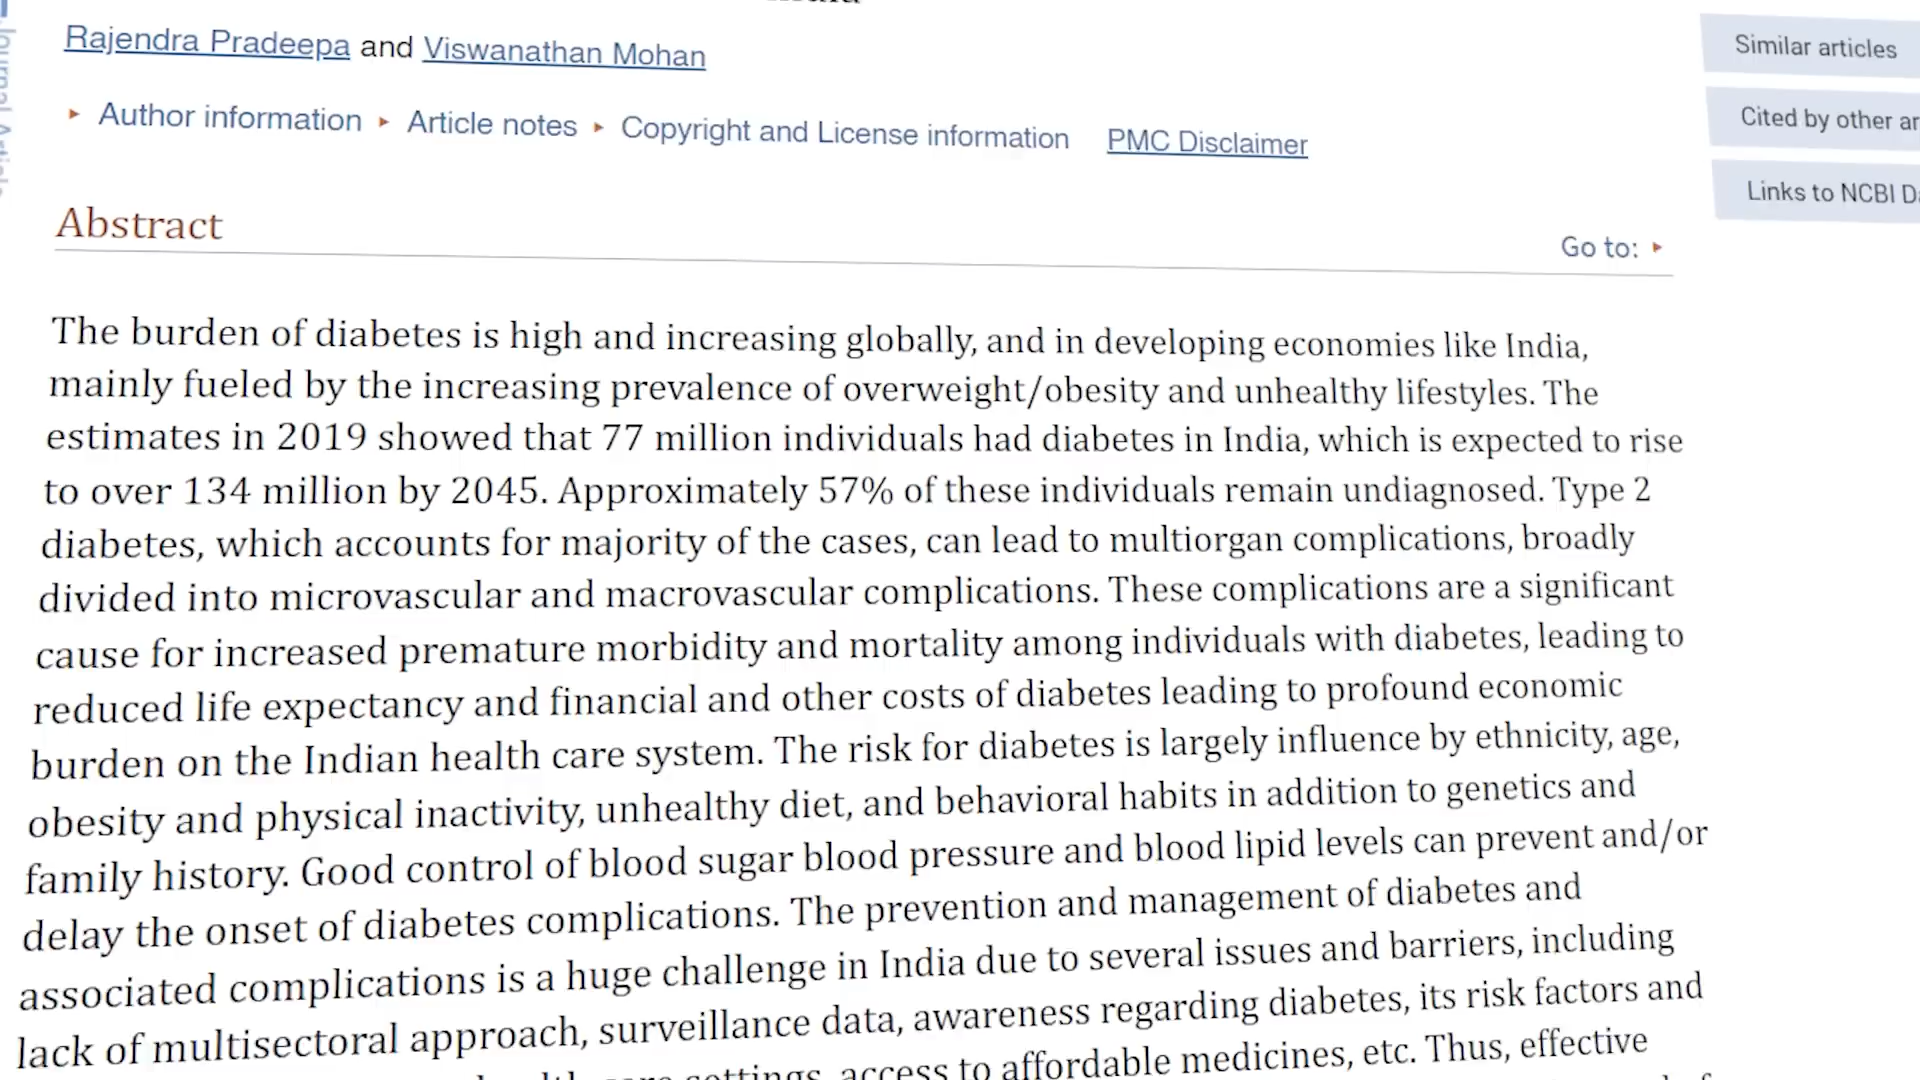 Rajendra Pradeepa and Viswanathan Mohan
▸ Author information ▸ Article notes ▸ Copyright and License information PMC Disclaimer
Similar articles
Cited by other
Links to NCBI
Abstract
Go to: ▸
The burden of diabetes is high and increasing globally, and in developing economies like India,
mainly fueled by the increasing prevalence of overweight/obesity and unhealthy lifestyles. The
estimates in 2019 showed that 77 million individuals had diabetes in India, which is expected to rise
to over 134 million by 2045. Approximately 57% of these individuals remain undiagnosed. Type 2
diabetes, which accounts for majority of the cases, can lead to multiorgan complications, broadly
divided into microvascular and macrovascular complications. These complications are a significant
cause for increased premature morbidity and mortality among individuals with diabetes, leading to
reduced life expectancy and financial and other costs of diabetes leading to profound economic
burden on the Indian health care system. The risk for diabetes is largely influence by ethnicity, age,
obesity and physical inactivity, unhealthy diet, and behavioral habits in addition to genetics and
family history. Good control of blood sugar blood pressure and blood lipid levels can prevent and/or
delay the onset of diabetes complications. The prevention and management of diabetes and
associated complications is a huge challenge in India due to several issues and barriers, including
lack of multisectoral approach, surveillance data, awareness regarding diabetes, its risk factors and
settings, access to affordable medicines, etc. Thus, effective